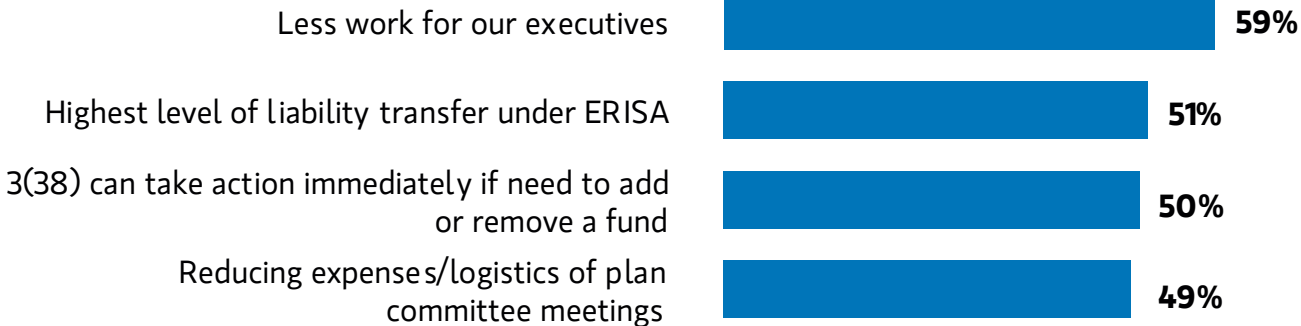 Less work for our executives 59%
Highest level of liability transfer under ERISA 51%
3(38) can take action immediately if need to add
or remove a fund 50%
Reducing expenses/logistics of plan
committee meetings 49%